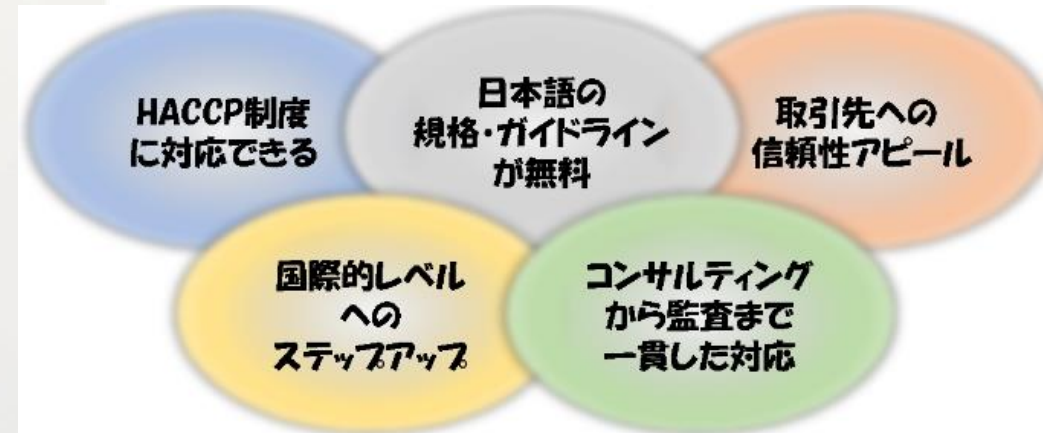 HACCP制度
に対応できる
日本語の
規格・ガイドライン
が無料
取引先への
信頼性アピール
国際的レベル
への
ステップアップ
コンサルティング
から監査まで
一貫した対応